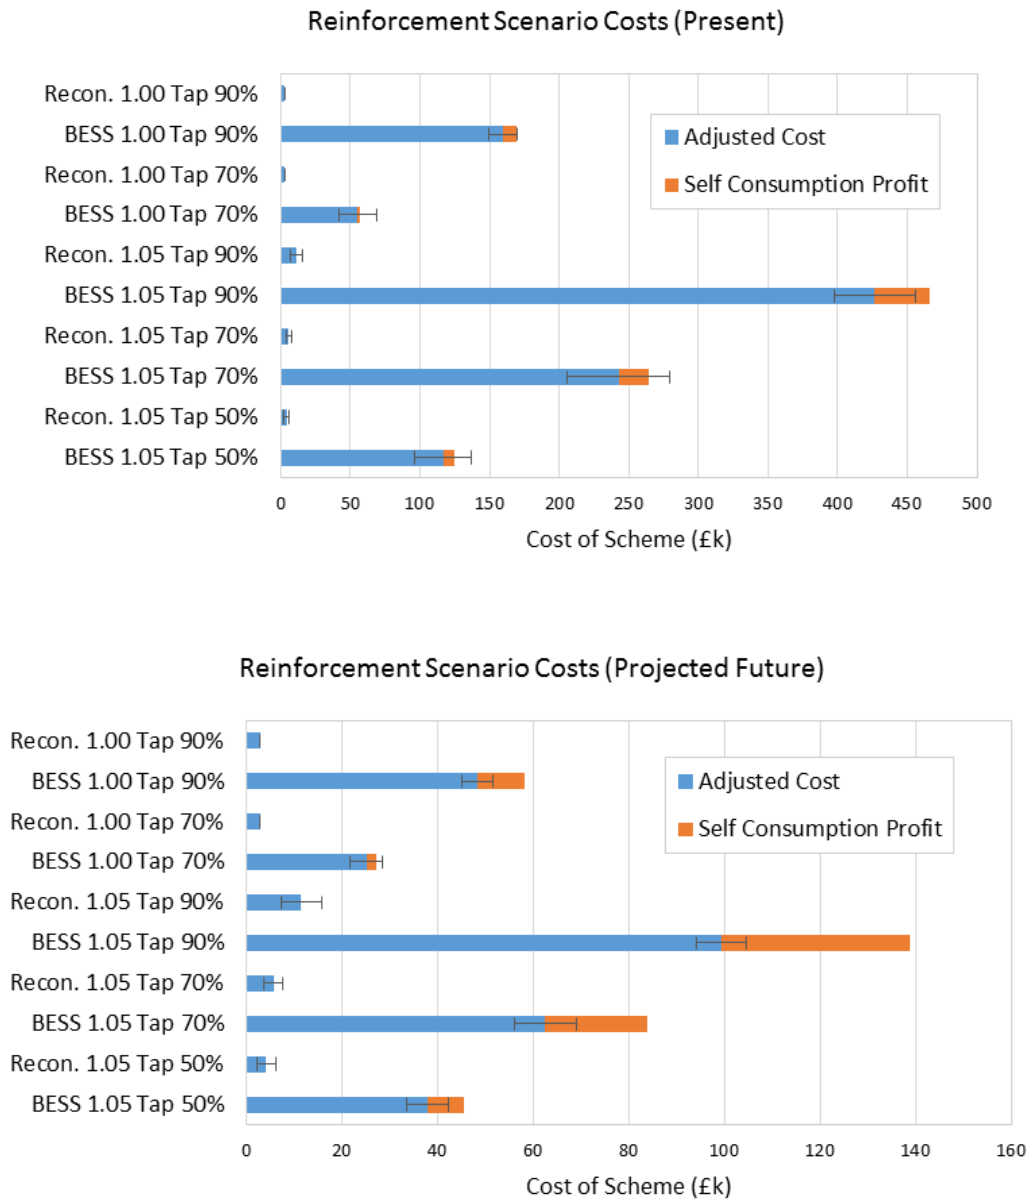 Reinforcement Scenario Costs (Present)
Recon. 1.00 Tap 90%
BESS 1.00 Tap 90%
Recon. 1.00 Tap 70%
BESS 1.00 Tap 70%
Recon. 1.05 Tap 90%
BESS 1.05 Tap 90%
Recon. 1.05 Tap 70%
BESS 1.05 Tap 70%
Recon. 1.05 Tap 50%
BESS 1.05 Tap 50%
Adjusted Cost
Self Consumption Profit
0 50 100 150 200 250 300 350 400 450 500
Cost of Scheme (£k)
Reinforcement Scenario Costs (Projected Future)
Recon. 1.00 Tap 90%
BESS 1.00 Tap 90%
Recon. 1.00 Tap 70%
BESS 1.00 Tap 70%
Recon. 1.05 Tap 90%
BESS 1.05 Tap 90%
Recon. 1.05 Tap 70%
BESS 1.05 Tap 70%
Recon. 1.05 Tap 50%
BESS 1.05 Tap 50%
Adjusted Cost
Self Consumption Profit
0 20 40 60 80 100 120 140 160
Cost of Scheme (£k)